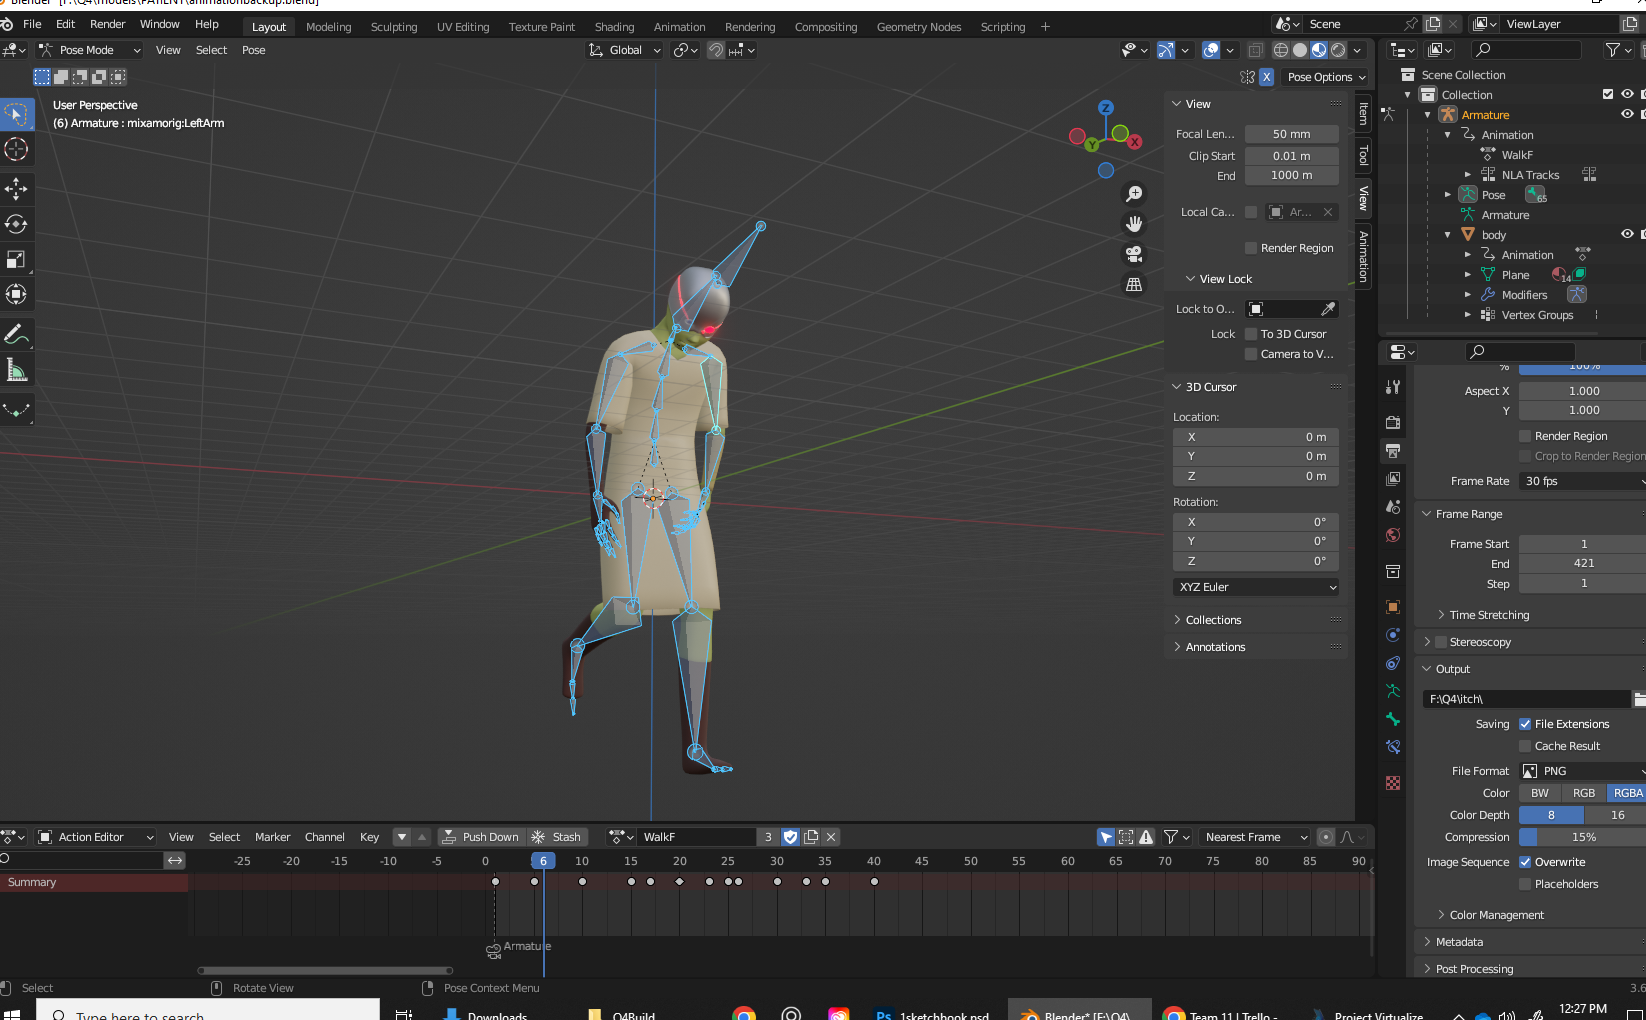 Blender* [F:\Q4\models\PATIENT\animationbackup.blend]
File Edit Render Window Help Layout Modeling Sculpting UV Editing Texture Paint Shading Animation Rendering Compositing Geometry Nodes Scripting + Scene ViewLayer
Pose Mode View Select Pose Global
X Pose Options
User Perspective
(6) Armature : mixamorig:LeftArm
Z
Y
X
View
Focal Len... 50 mm
Clip Start 0.01 m
End 1000 m
Local Ca... Ar...
Render Region
View Lock
Lock to O...
Lock To 3D Cursor
Camera to V...
3D Cursor
Location:
X 0 m
Y 0 m
Z 0 m
Rotation:
X 0°
Y 0°
Z 0°
XYZ Euler
Collections
Annotations
Item
Tool
View
Animation
Scene Collection
Collection
Armature
Animation
WalkF
NLA Tracks
Pose 65
Armature
body
Animation
Plane 14
Modifiers
Vertex Groups
% 100%
Aspect X 1.000
Y 1.000
Render Region
Crop to Render Region
Frame Rate 30 fps
Frame Range
Frame Start 1
End 421
Step 1
Time Stretching
Stereoscopy
Output
F:\Q4\itch\
Saving File Extensions
Cache Result
File Format PNG
Color BW RGB RGBA
Color Depth 8 16
Compression 15%
Image Sequence Overwrite
Placeholders
Color Management
Metadata
Post Processing
Action Editor View Select Marker Channel Key Push Down Stash WalkF 3 Nearest Frame
-25 -20 -15 -10 -5 0 6 10 15 20 25 30 35 40 45 50 55 60 65 70 75 80 85 90
Summary
Armature
Select Rotate View Pose Context Menu 3.6
Type here to search Downloads Q4Build Ps 1sketchbook.psd Blender* [F:\Q4\ Team 11 | Trello - Project Virtualize 12:27 PM